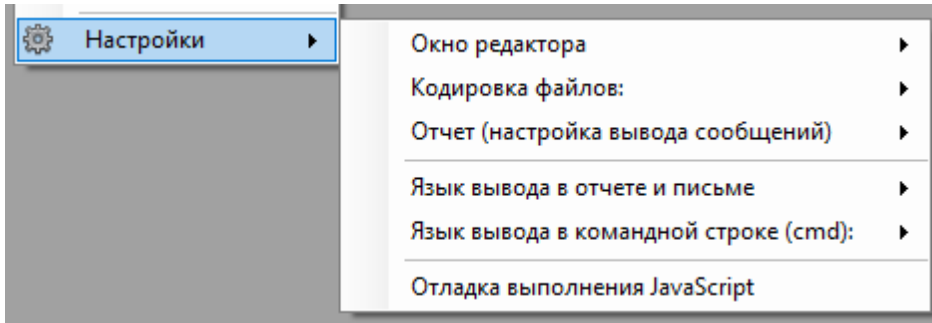 Настройки
Окно редактора
Кодировка файлов:
Отчет (настройка вывода сообщений)
Язык вывода в отчете и письме
Язык вывода в командной строке (cmd):
Отладка выполнения JavaScript